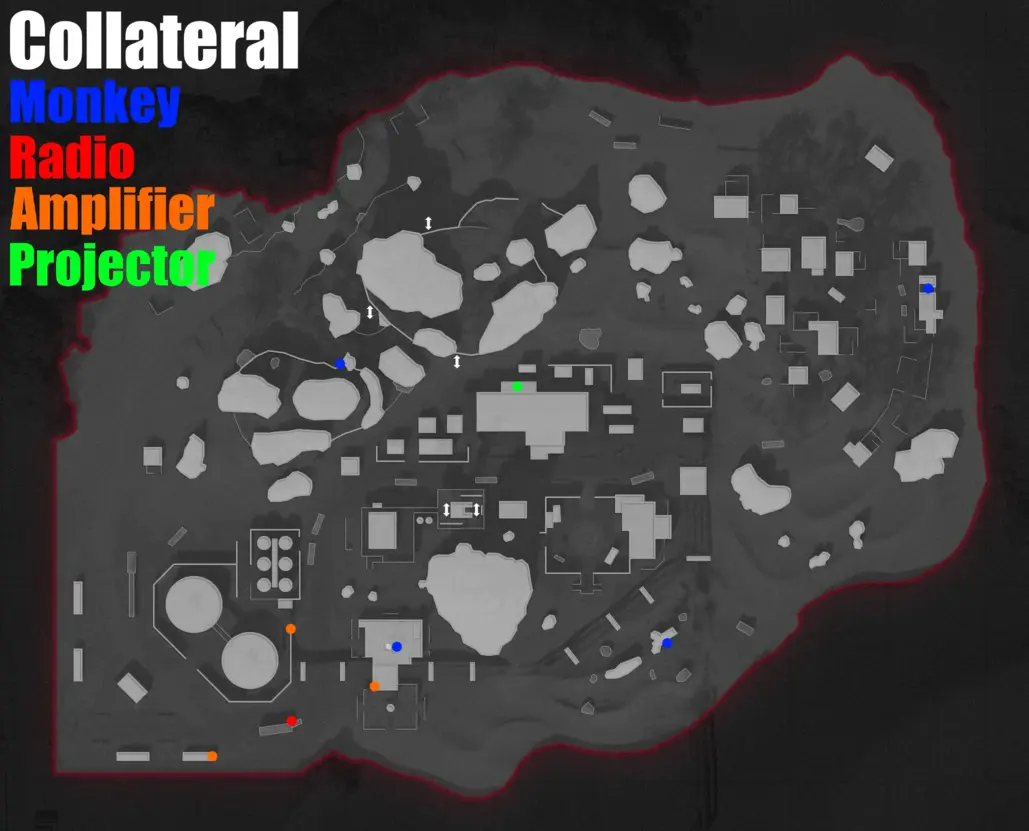 Collateral
Monkey
Radio
Amplifier
Projector